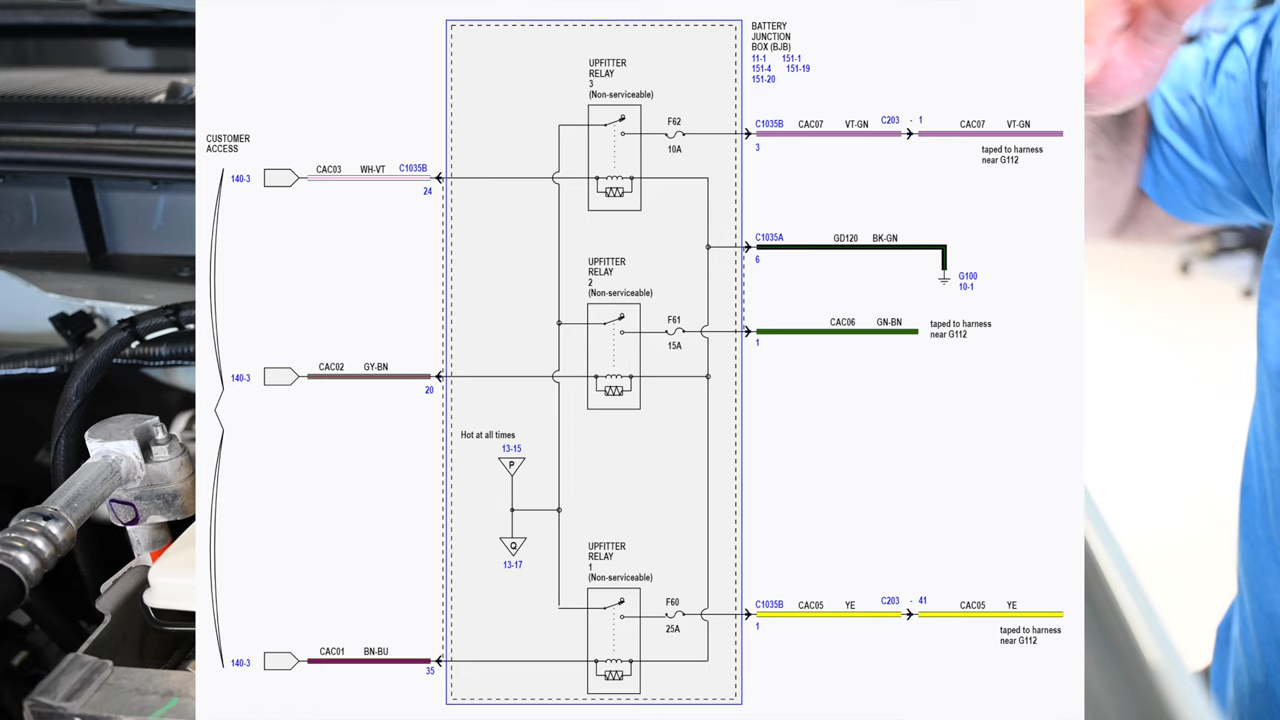 BATTERY
JUNCTION
BOX (BJB)
11-1 151-1
151-4 151-19
151-20
UPFITTER
RELAY
3
(Non-serviceable)
F62
10A
C1035B CAC07 VT-GN C203 - 1 CAC07 VT-GN
3
taped to harness
near G112
CUSTOMER
ACCESS
140-3 CAC03 WH-VT C1035B
24
C1035A GD120 BK-GN
6
G100
10-1
UPFITTER
RELAY
2
(Non-serviceable)
F61
15A
CAC06 GN-BN
1
taped to harness
near G112
140-3 CAC02 GY-BN
20
Hot at all times
13-15
P
Q
13-17
UPFITTER
RELAY
1
(Non-serviceable)
F60
25A
C1035B CAC05 YE C203 - 41 CAC05 YE
1
taped to harness
near G112
140-3 CAC01 BN-BU
35